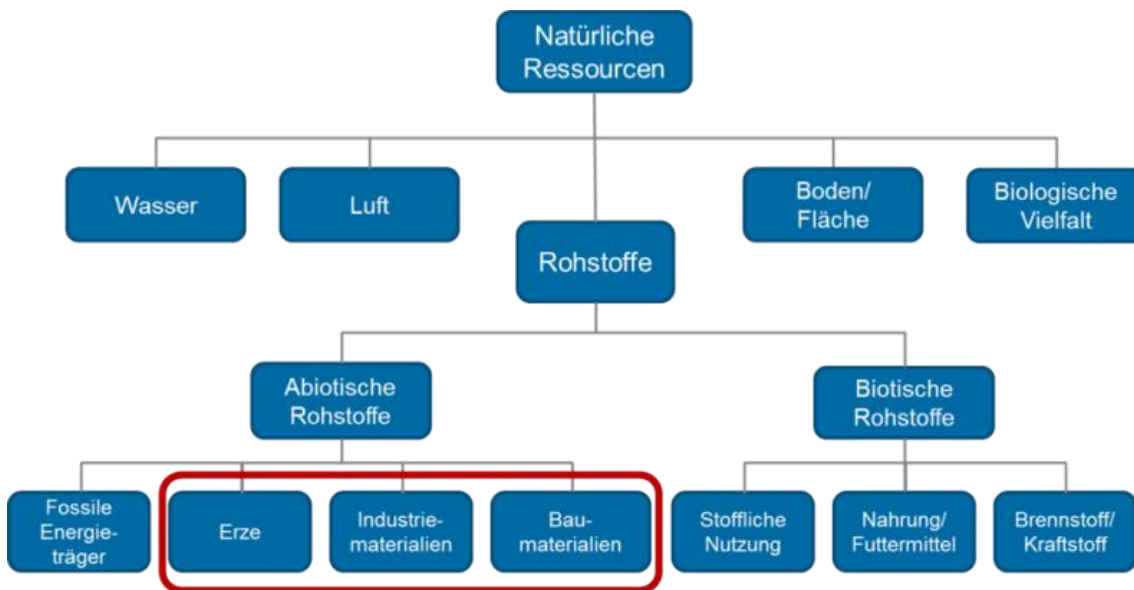 Natürliche
Ressourcen
Wasser
Luft
Boden/
Fläche
Biologische
Vielfalt
Rohstoffe
Abiotische
Rohstoffe
Biotische
Rohstoffe
Fossile
Energie-
träger
Erze
Industrie-
materialien
Bau-
materialien
Stoffliche
Nutzung
Nahrung/
Futtermittel
Brennstoff/
Kraftstoff